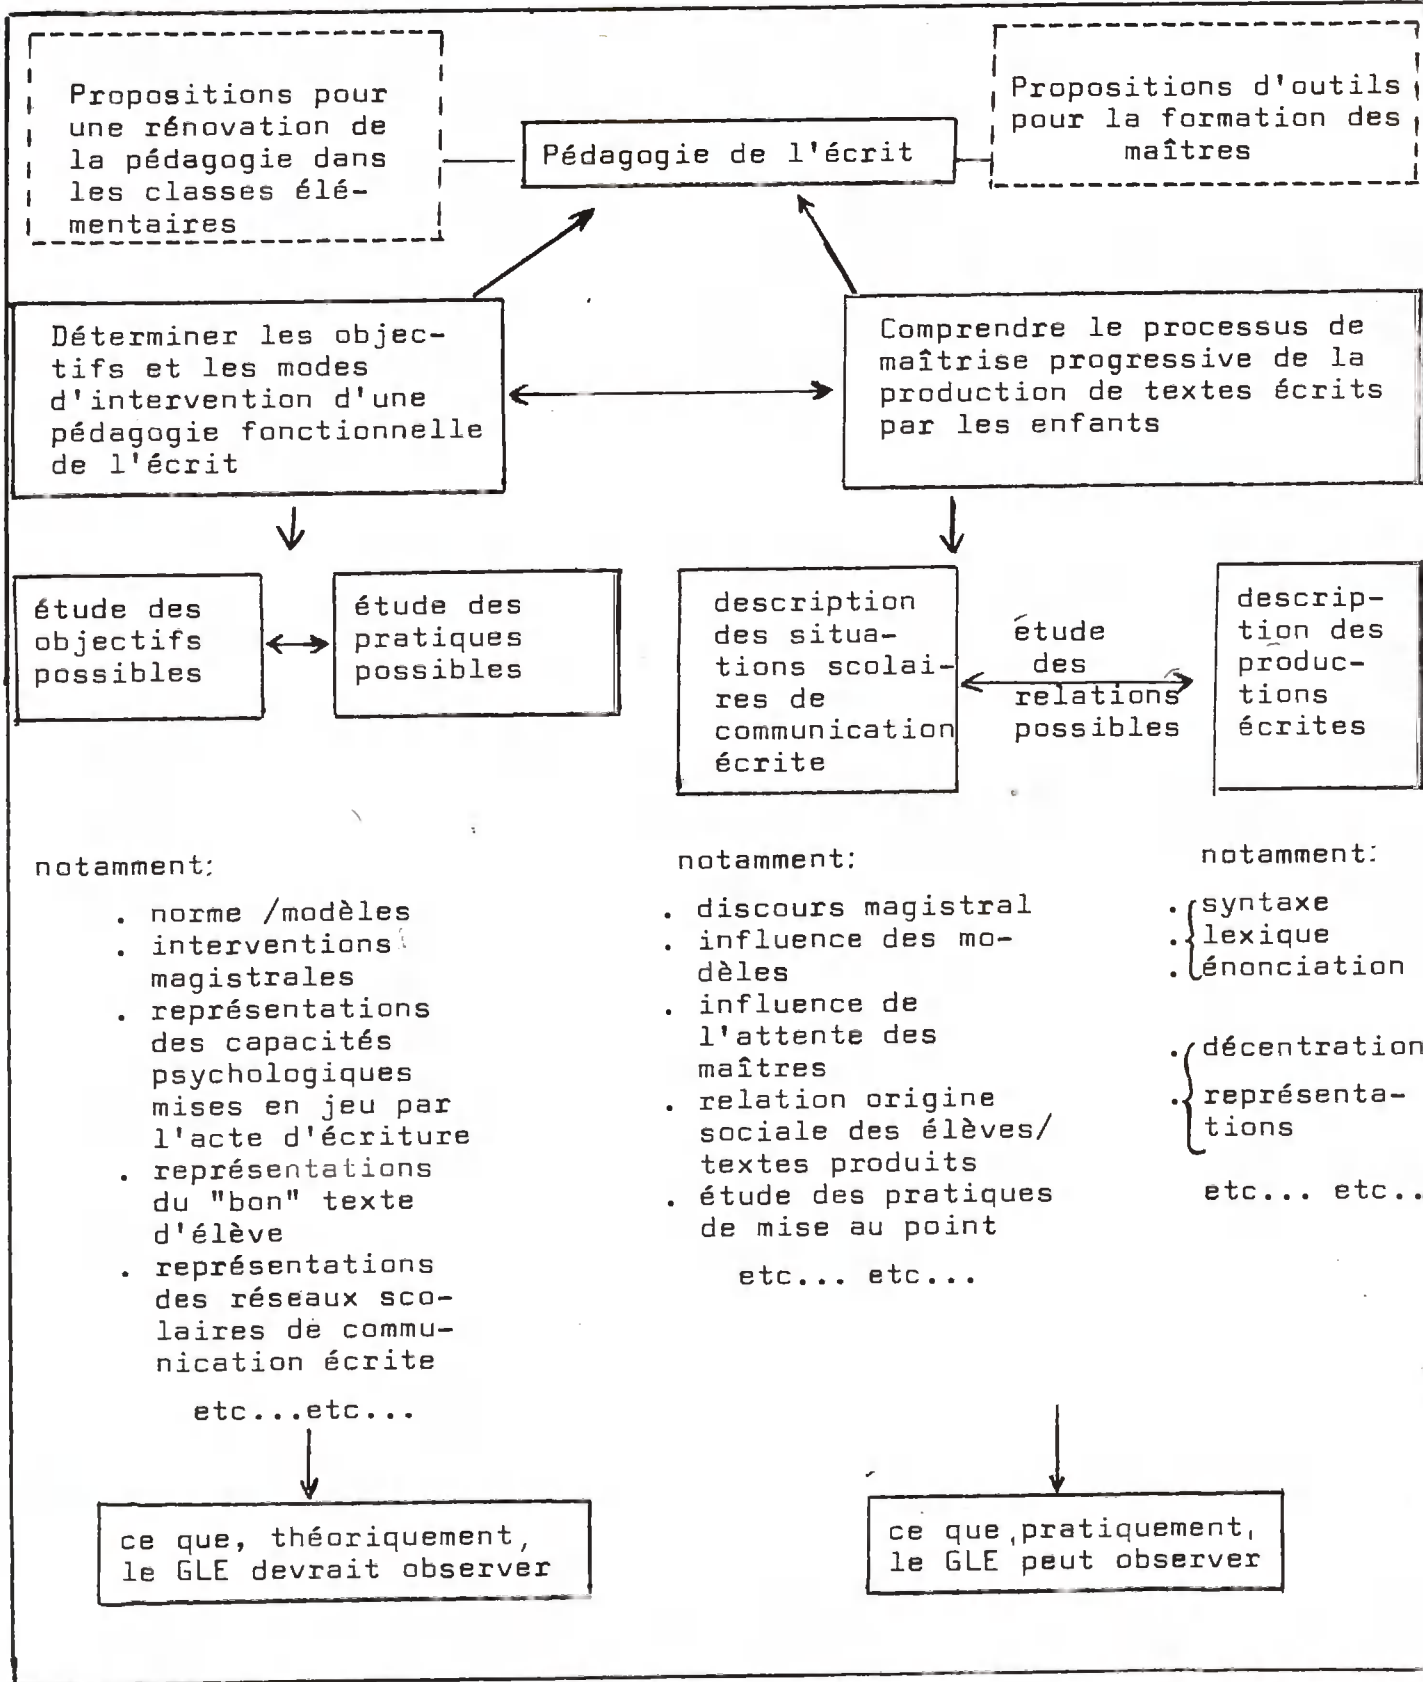 Propositions pour
une rénovation de
la pédagogie dans
les classes élé-
mentaires
Pédagogie de l'écrit
Propositions d'outils
pour la formation des
maîtres
Déterminer les objec-
tifs et les modes
d'intervention d'une
pédagogie fonctionnelle
de l'écrit
Comprendre le processus de
maîtrise progressive de la
production de textes écrits
par les enfants
étude des
objectifs
possibles
étude des
pratiques
possibles
description
des situa-
tions scolai-
res de
communication
écrite
étude
des
relations
possibles
descrip-
tion des
produc-
tions
écrites
notamment:
. norme /modèles
. interventions
magistrales
. représentations
des capacités
psychologiques
mises en jeu par
l'acte d'écriture
. représentations
du "bon" texte
d'élève
. représentations
des réseaux sco-
laires de commu-
nication écrite
etc...etc...
notamment:
. discours magistral
. influence des mo-
dèles
. influence de
l'attente des
maîtres
. relation origine
sociale des élèves/
textes produits
. étude des pratiques
de mise au point
etc... etc...
notamment:
. syntaxe
. lexique
. énonciation
. décentration
. représenta-
tions
etc... etc..
ce que, théoriquement,
le GLE devrait observer
ce que,pratiquement,
le GLE peut observer